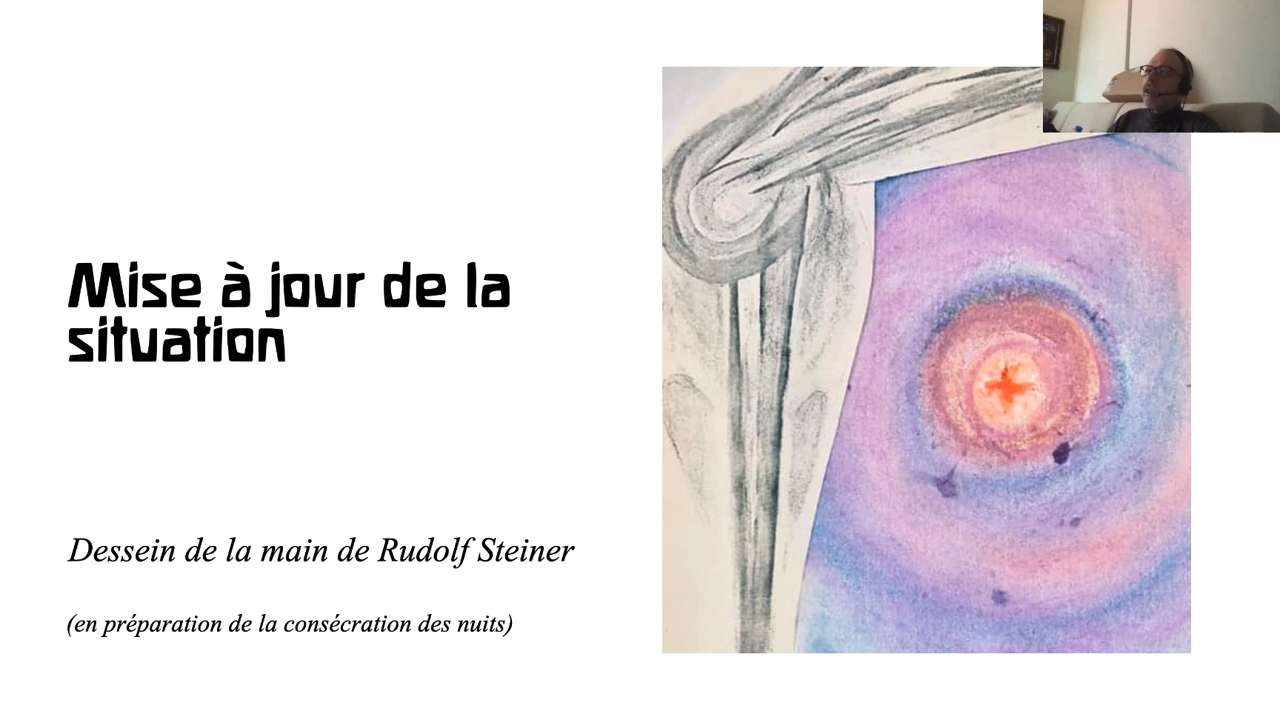 Mise à jour de la
situation
Dessein de la main de Rudolf Steiner
(en préparation de la consécration des nuits)